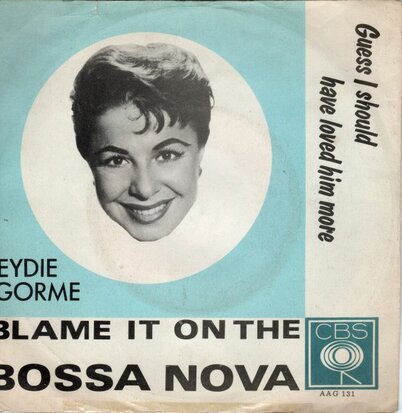 Guess I should
have loved him more
EYDIE
GORME
BLAME IT ON THE
BOSSA NOVA
CBS
AAG 131